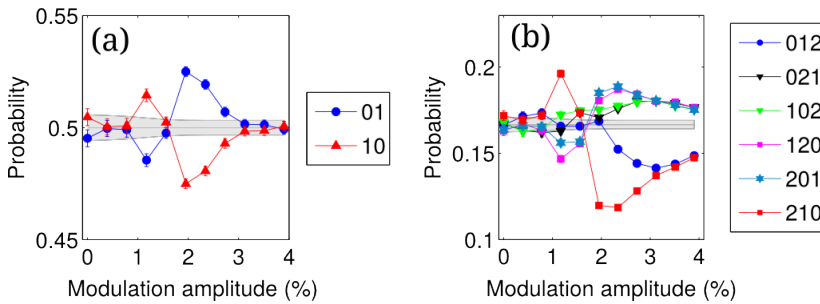 (a)
0.55
0.5
0.45
Probability
0 1 2 3 4
Modulation amplitude (%)
01
10
(b)
0.2
0.15
0.1
Probability
0 1 2 3 4
Modulation amplitude (%)
012
021
102
120
201
210